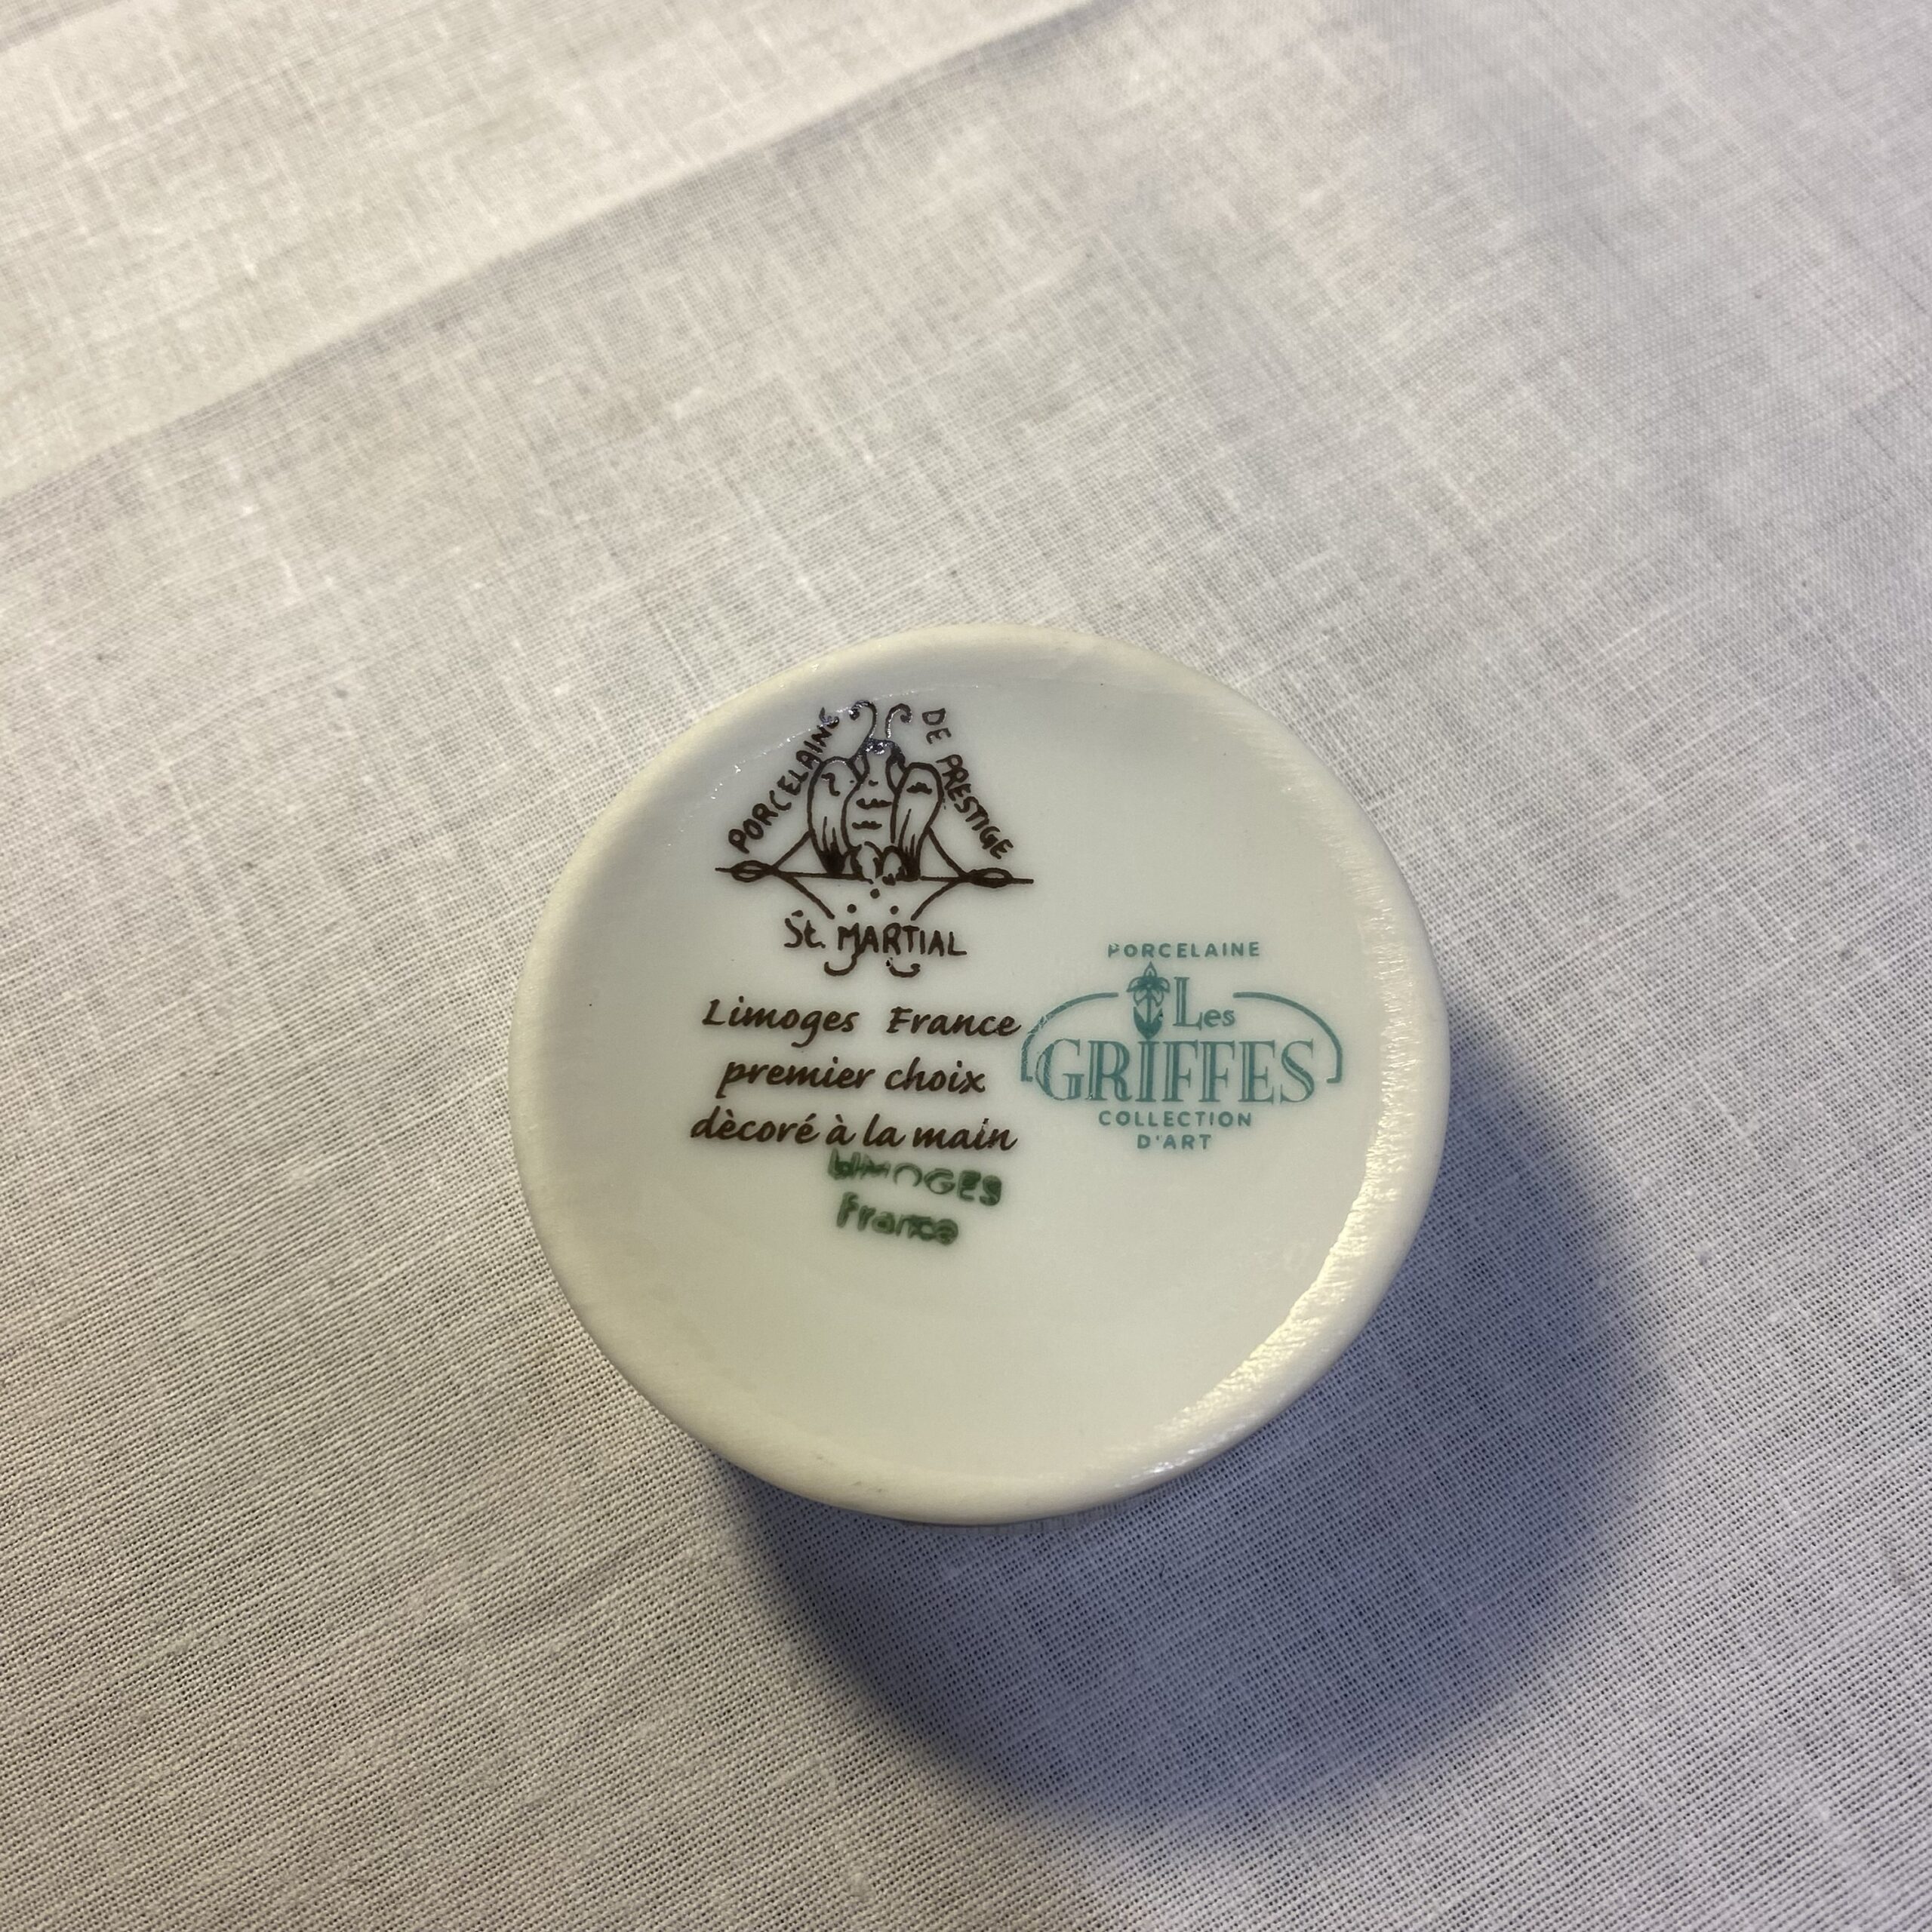 PORCELAINE DE PRESTIGE
St. MARTIAL
Limoges France
premier choix
dècoré à la main
LIMOGES
France
PORCELAINE
Les
GRIFFES
COLLECTION
D'ART